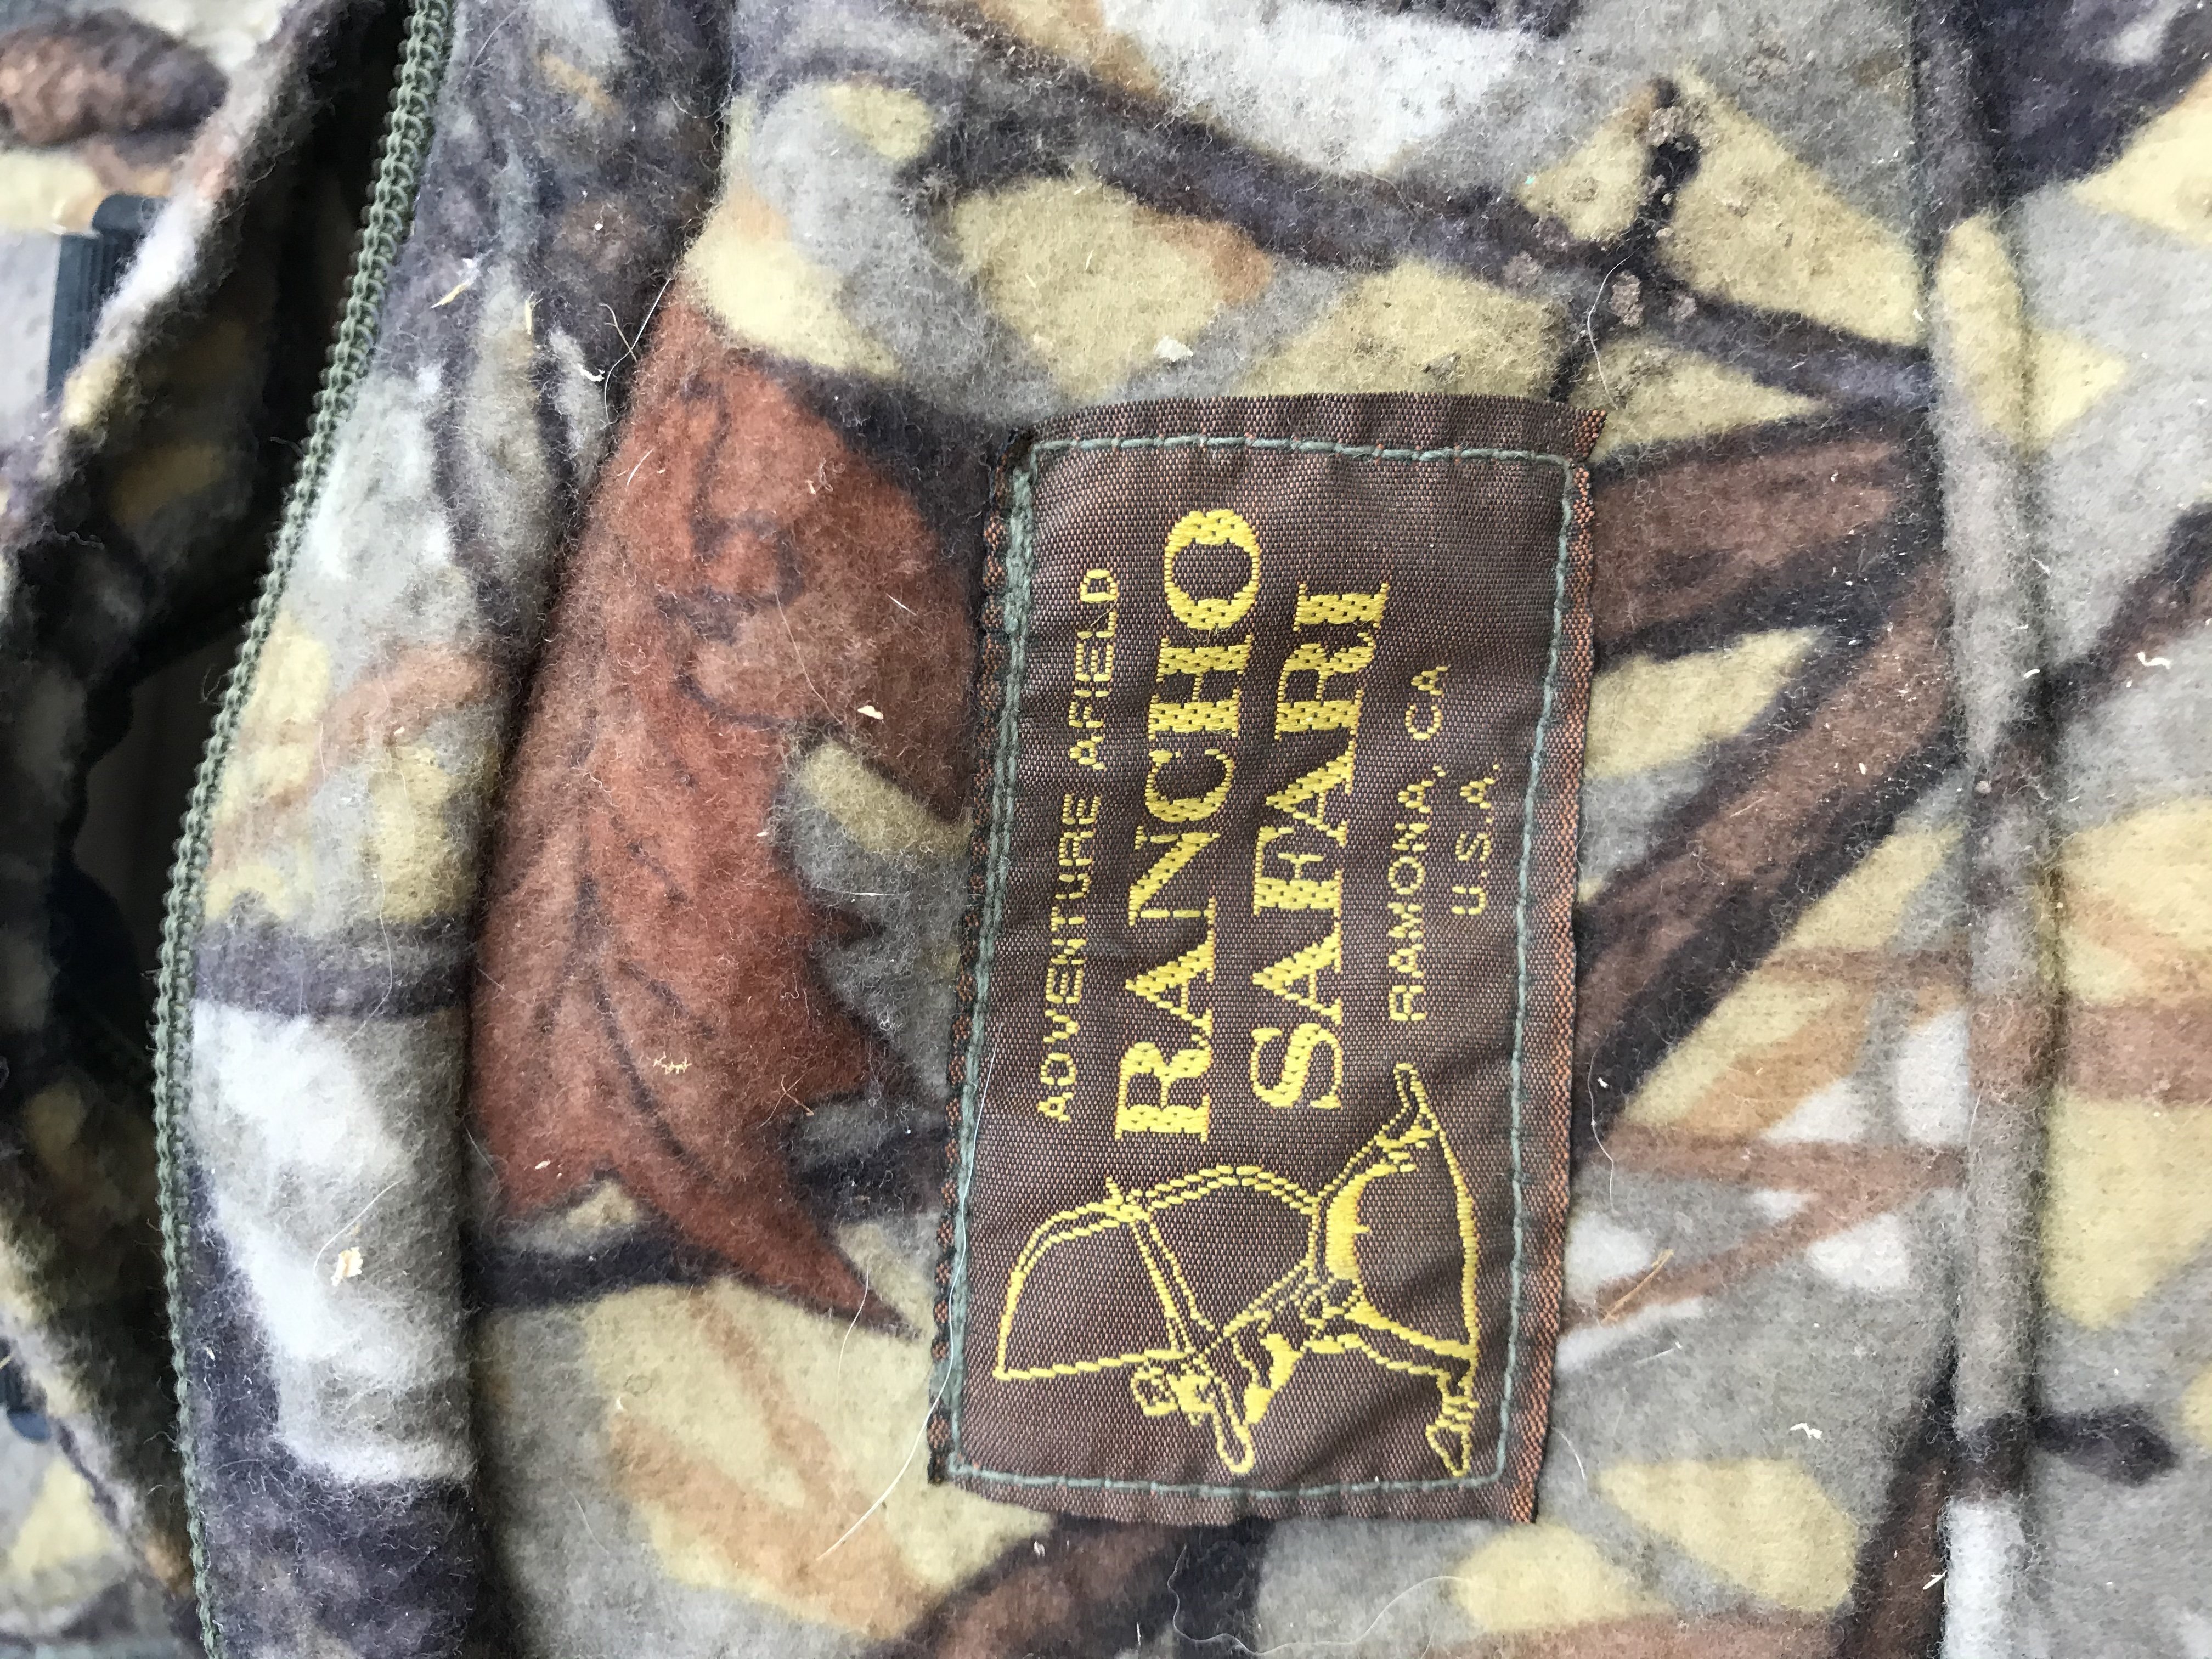 ADVENTURE AFIELD
RANCHO
SAFARI
RAMONA, CA
U.S.A.